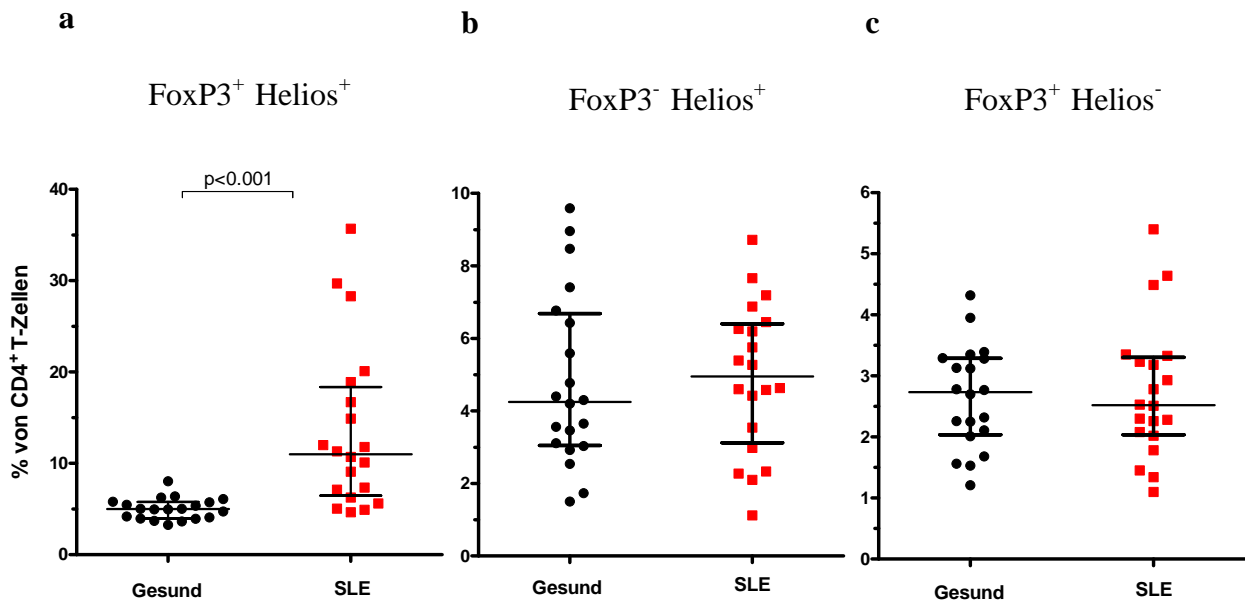 a
b
c
FoxP3⁺ Helios⁺
FoxP3⁻ Helios⁺
FoxP3⁺ Helios⁻
% von CD4⁺ T-Zellen
p<0.001
40
30
20
10
0
Gesund
SLE
10
8
6
4
2
0
Gesund
SLE
6
5
4
3
2
1
0
Gesund
SLE